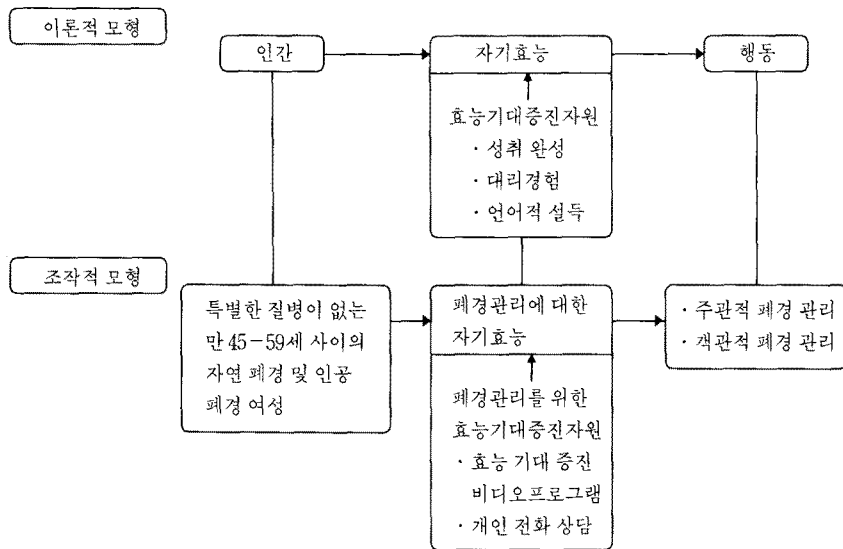 이론적 모형
인간
자기효능
행동
효능기대증진자원
· 성취 완성
· 대리경험
· 언어적 설득
조작적 모형
특별한 질병이 없는
만 45-59세 사이의
자연 폐경 및 인공
폐경 여성
폐경관리에 대한
자기효능
· 주관적 폐경 관리
· 객관적 폐경 관리
폐경관리를 위한
효능기대증진자원
· 효능 기대 증진
비디오프로그램
· 개인 전화 상담